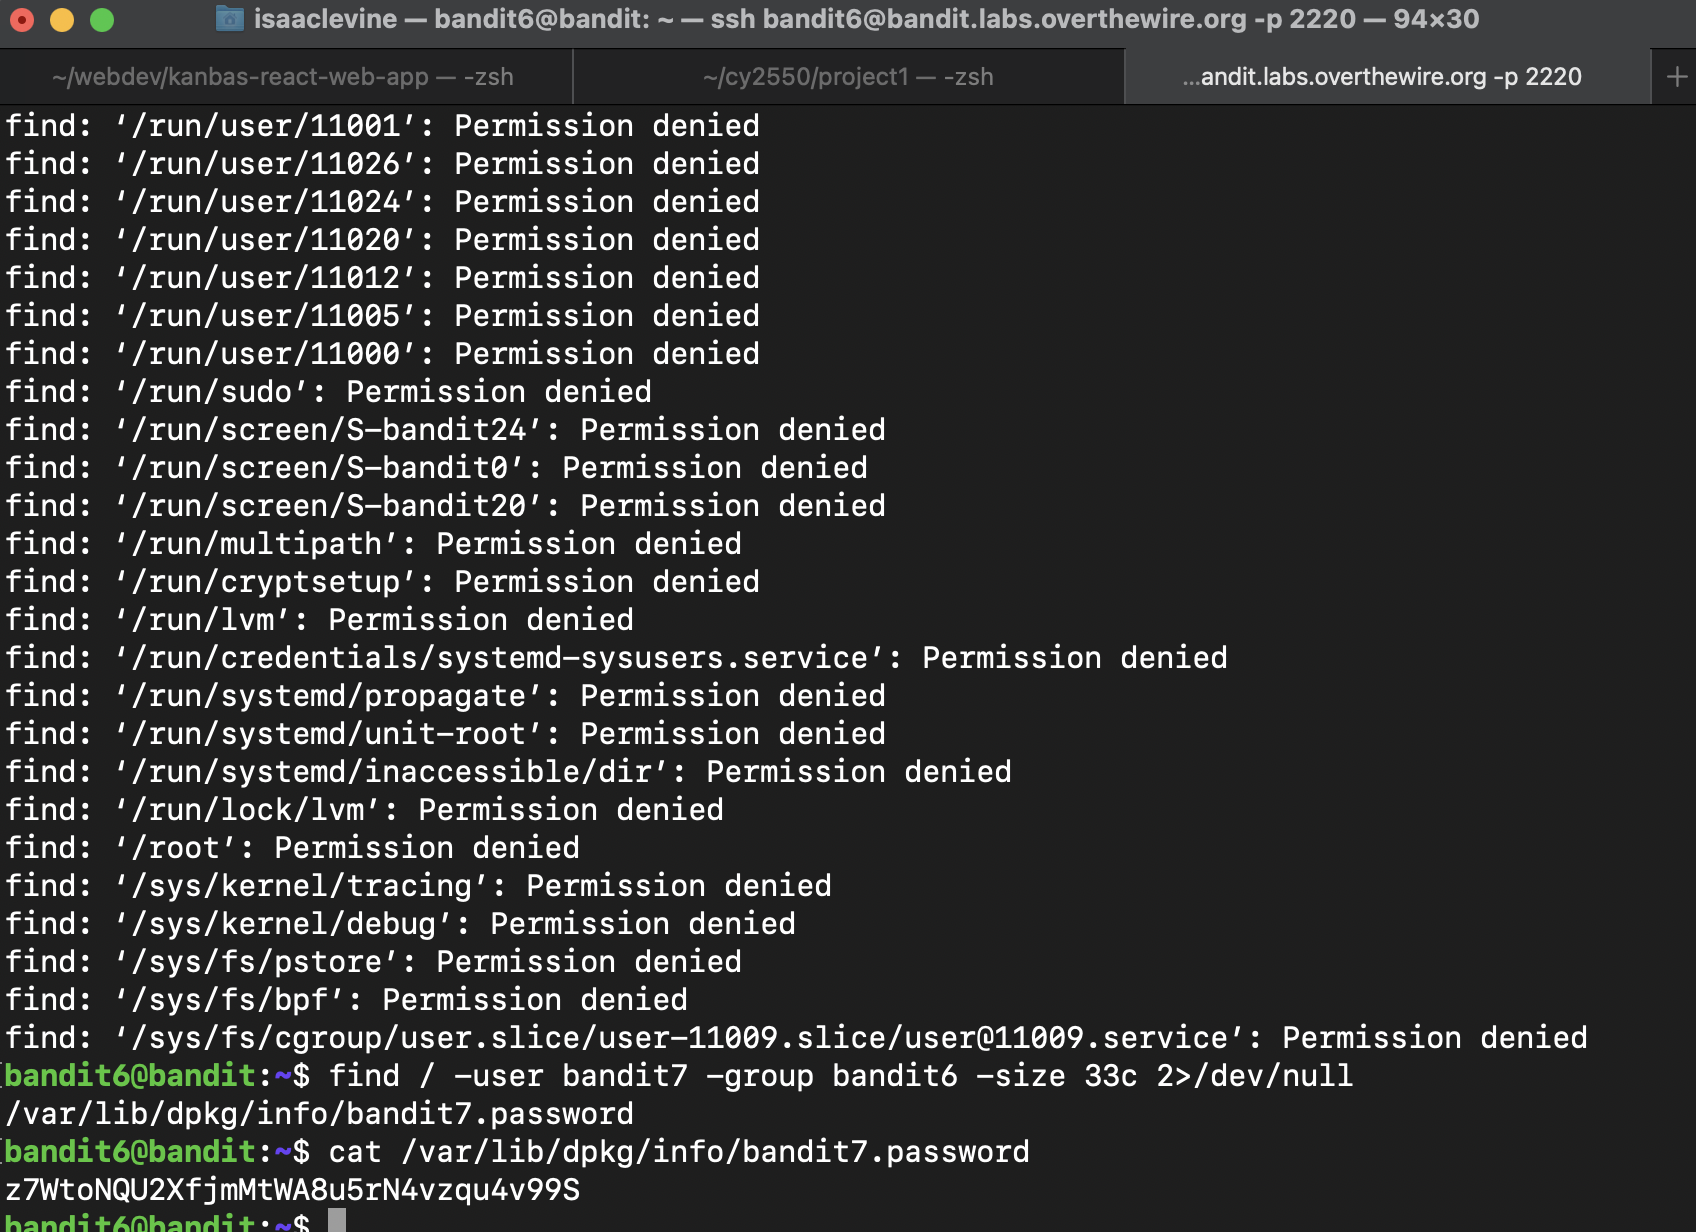 isaaclevine — bandit6@bandit: ~ — ssh bandit6@bandit.labs.overthewire.org -p 2220 — 94×30
~/webdev/kanbas-react-web-app — -zsh
~/cy2550/project1 — -zsh
...andit.labs.overthewire.org -p 2220
+
find: ‘/run/user/11001’: Permission denied
find: ‘/run/user/11026’: Permission denied
find: ‘/run/user/11024’: Permission denied
find: ‘/run/user/11020’: Permission denied
find: ‘/run/user/11012’: Permission denied
find: ‘/run/user/11005’: Permission denied
find: ‘/run/user/11000’: Permission denied
find: ‘/run/sudo’: Permission denied
find: ‘/run/screen/S-bandit24’: Permission denied
find: ‘/run/screen/S-bandit0’: Permission denied
find: ‘/run/screen/S-bandit20’: Permission denied
find: ‘/run/multipath’: Permission denied
find: ‘/run/cryptsetup’: Permission denied
find: ‘/run/lvm’: Permission denied
find: ‘/run/credentials/systemd-sysusers.service’: Permission denied
find: ‘/run/systemd/propagate’: Permission denied
find: ‘/run/systemd/unit-root’: Permission denied
find: ‘/run/systemd/inaccessible/dir’: Permission denied
find: ‘/run/lock/lvm’: Permission denied
find: ‘/root’: Permission denied
find: ‘/sys/kernel/tracing’: Permission denied
find: ‘/sys/kernel/debug’: Permission denied
find: ‘/sys/fs/pstore’: Permission denied
find: ‘/sys/fs/bpf’: Permission denied
find: ‘/sys/fs/cgroup/user.slice/user-11009.slice/user@11009.service’: Permission denied
bandit6@bandit:~$ find / -user bandit7 -group bandit6 -size 33c 2>/dev/null
/var/lib/dpkg/info/bandit7.password
bandit6@bandit:~$ cat /var/lib/dpkg/info/bandit7.password
z7WtoNQU2XfjmMtWA8u5rN4vzqu4v99S
bandit6@bandit:~$